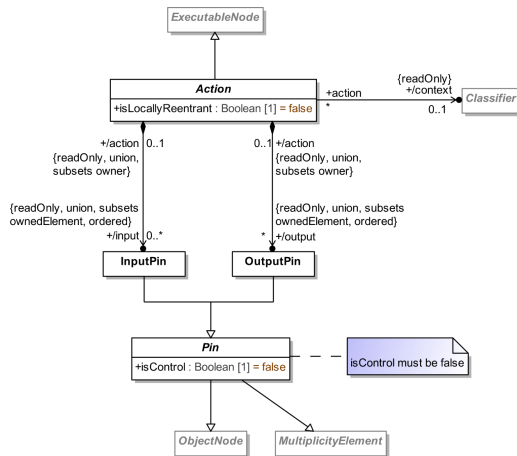 ExecutableNode
Action
+isLocallyReentrant : Boolean [1] = false
+action
*
{readOnly}
+/context
0..1
Classifier
+/action
0..1
{readOnly, union,
subsets owner}
0..1
+/action
{readOnly, union,
subsets owner}
{readOnly, union, subsets
ownedElement, ordered}
+/input
0..*
{readOnly, union, subsets
ownedElement, ordered}
*
+/output
InputPin
OutputPin
Pin
+isControl : Boolean [1] = false
isControl must be false
ObjectNode
MultiplicityElement